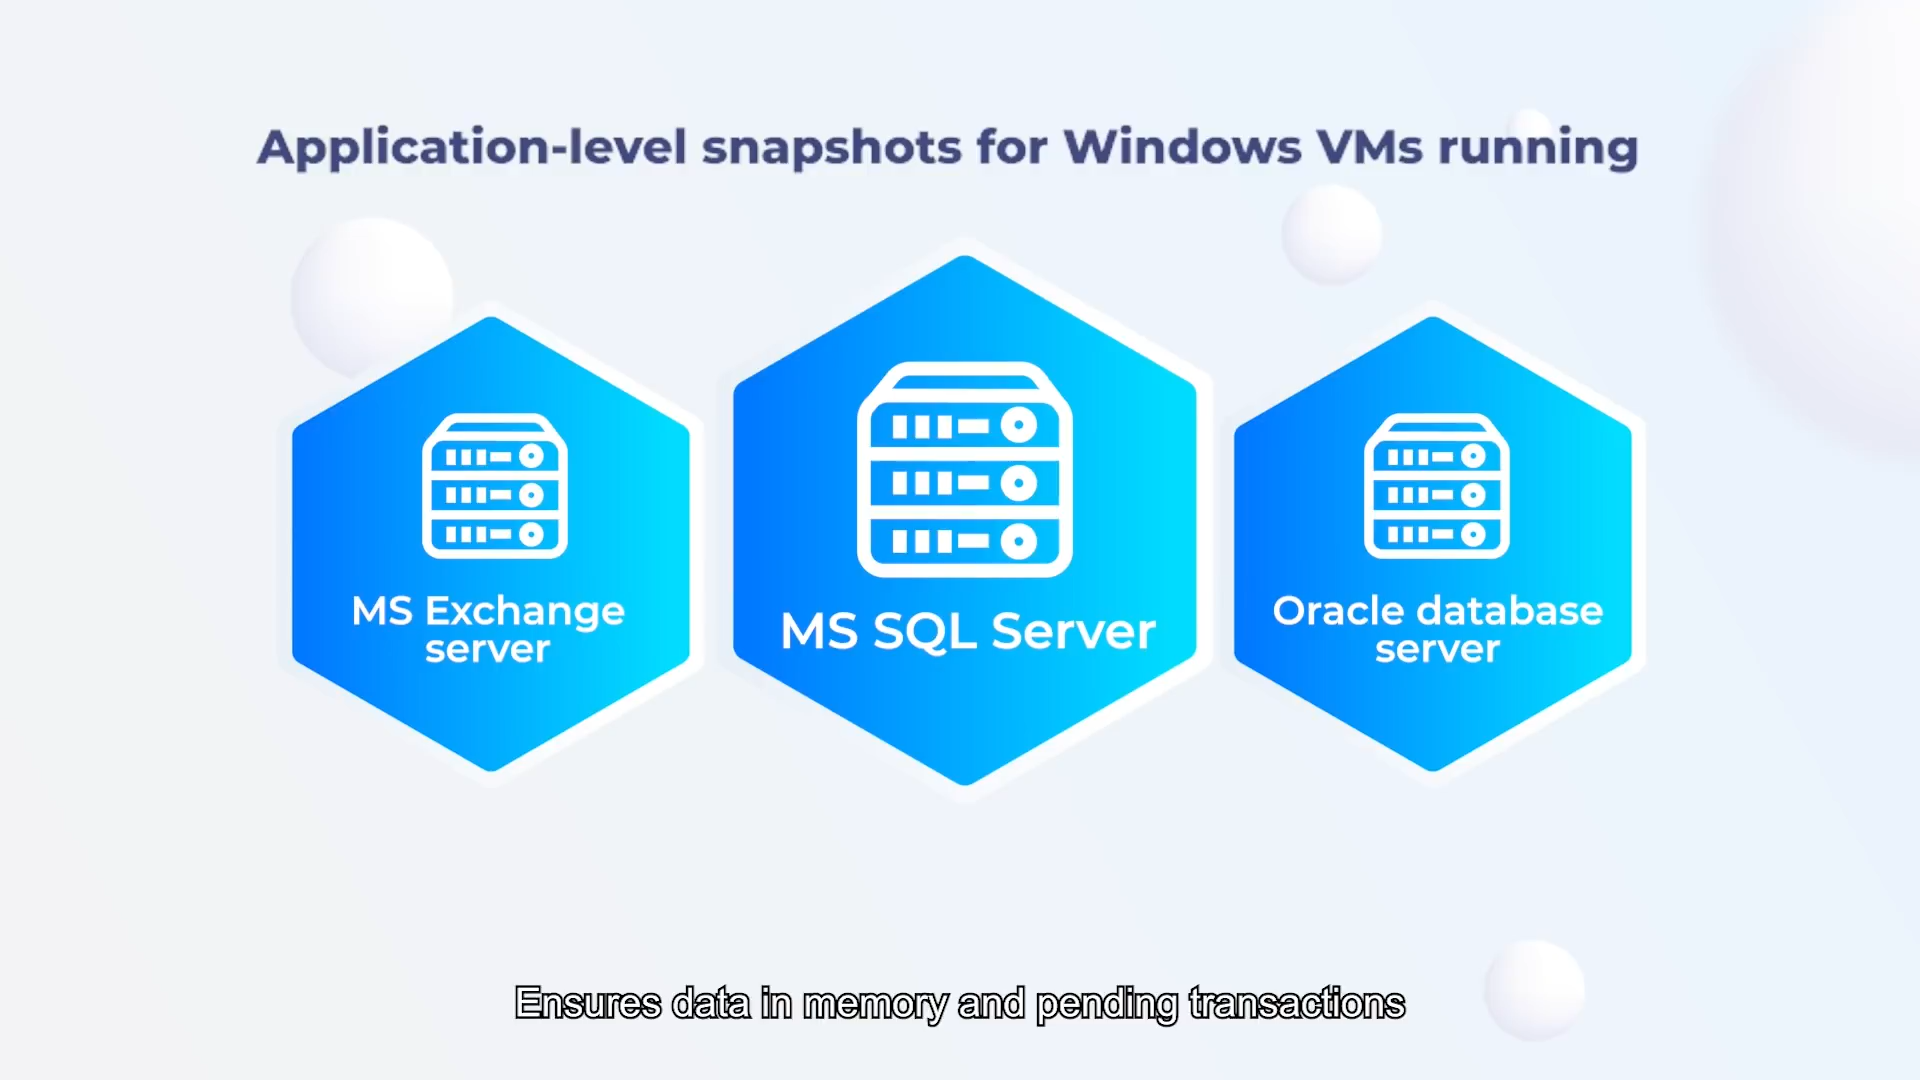 Application-level snapshots for Windows VMs running
MS Exchange
server
MS SQL Server
Oracle database
server
Ensures data in memory and pending transactions